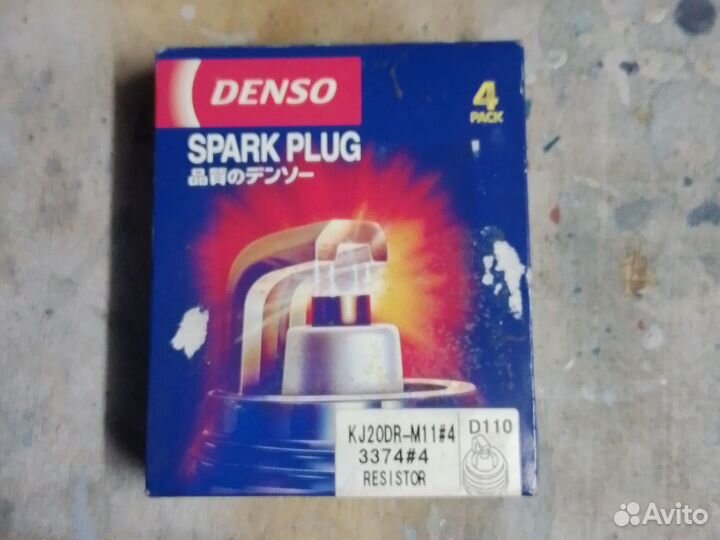 DENSO
4
PACK
SPARK PLUG
品質のデンソー
KJ20DR-M11#4
D110
3374#4
RESISTOR
Avito